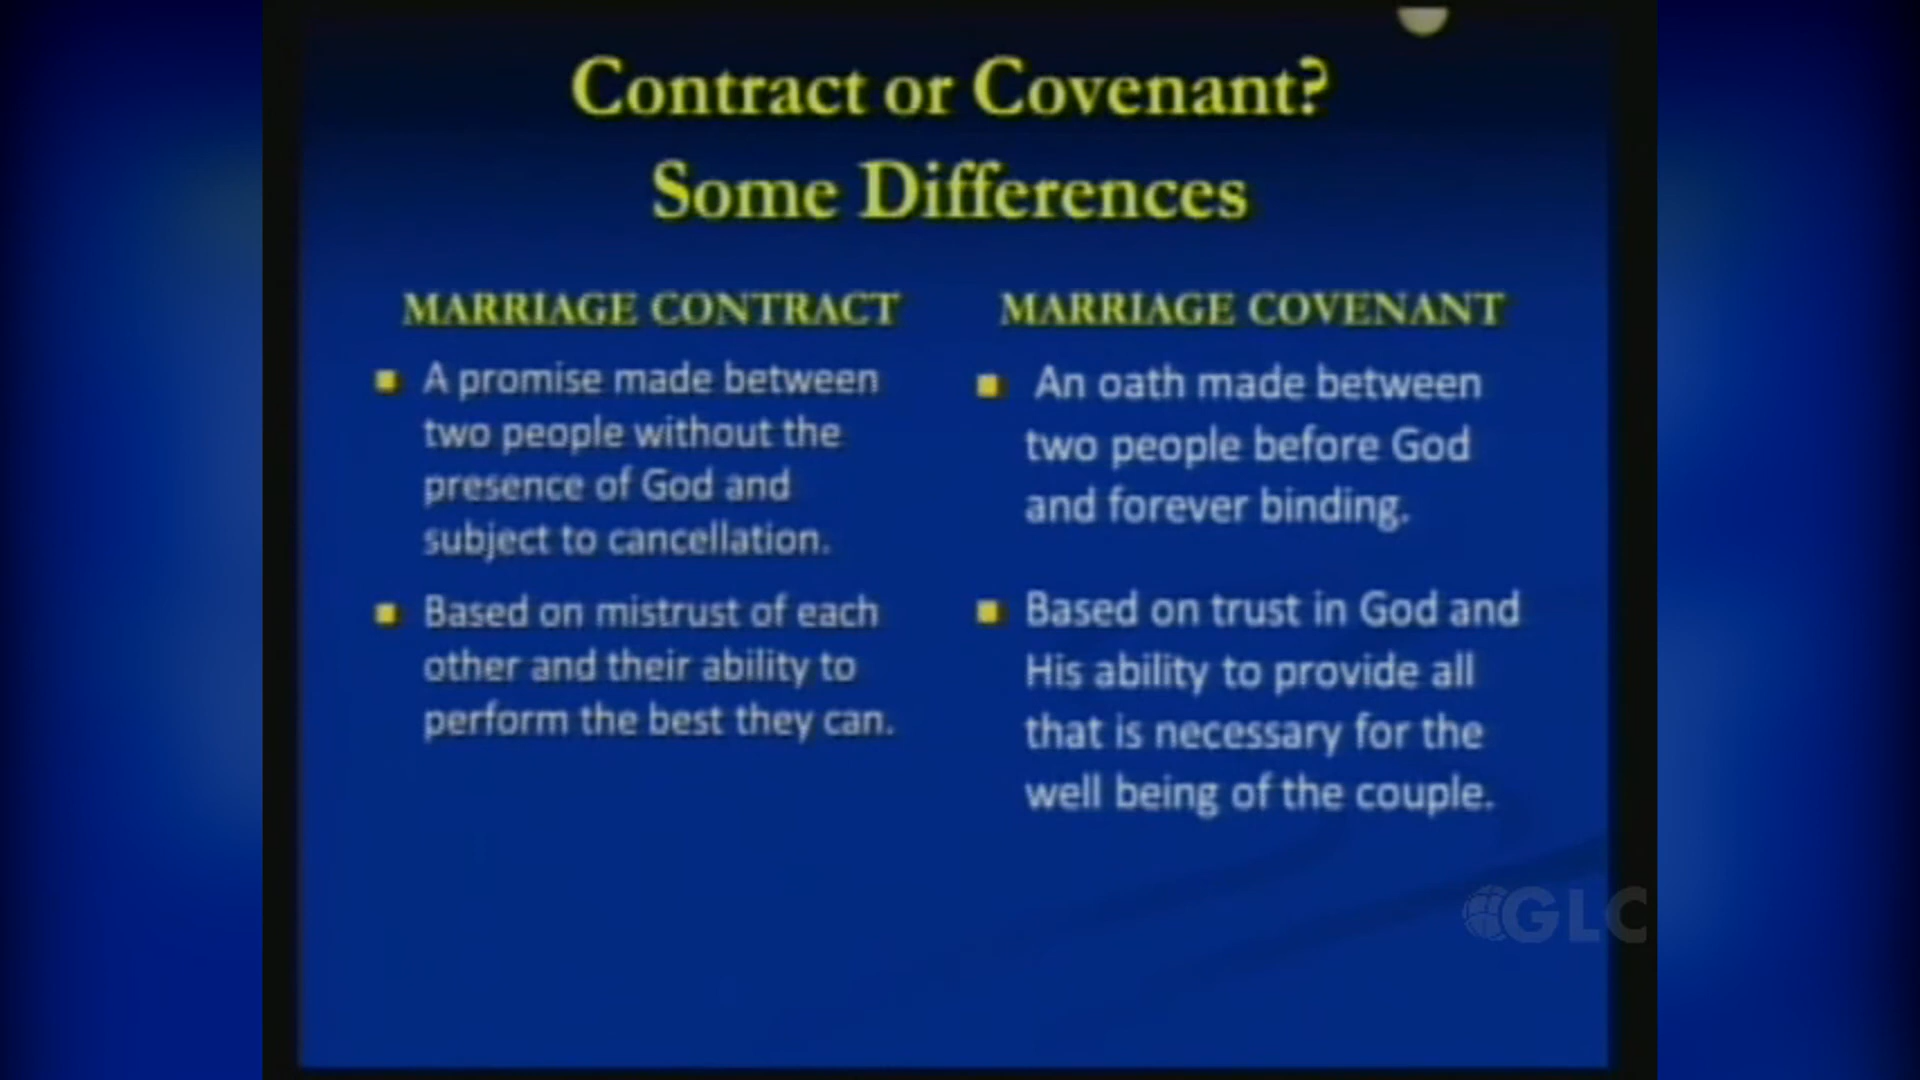 Contract or Covenant?
Some Differences
MARRIAGE CONTRACT
A promise made between
two people without the
presence of God and
subject to cancellation.
Based on mistrust of each
other and their ability to
perform the best they can.
MARRIAGE COVENANT
An oath made between
two people before God
and forever binding.
Based on trust in God and
His ability to provide all
that is necessary for the
well being of the couple.
GLC